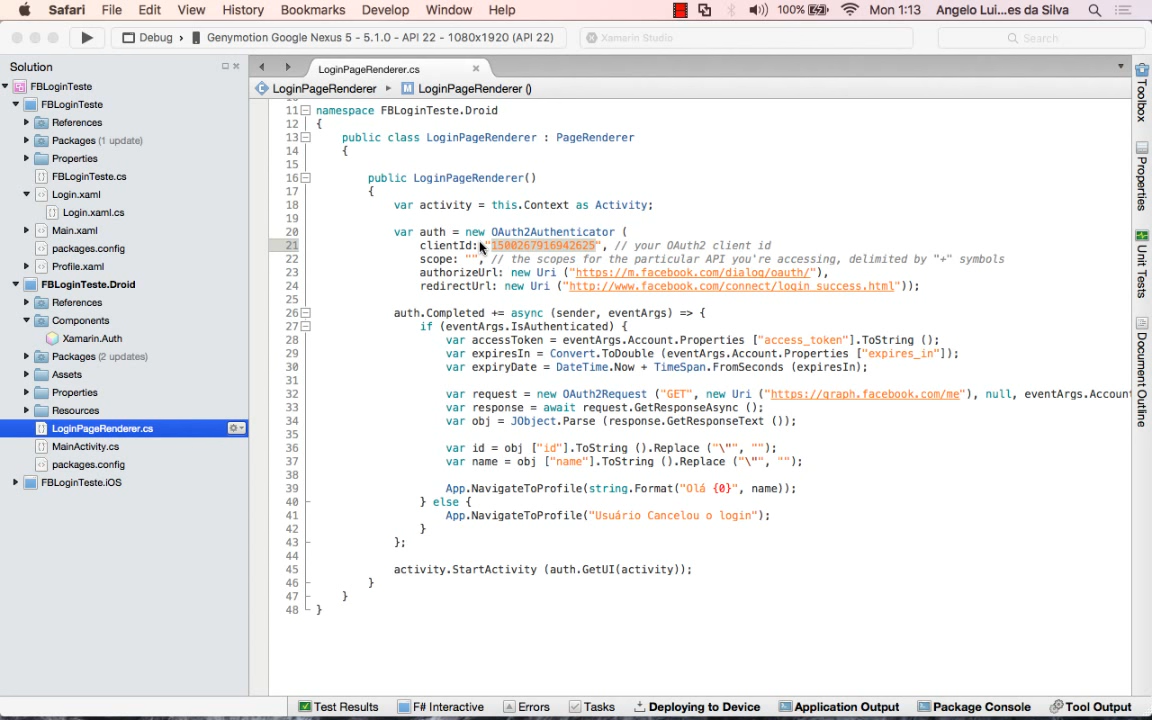 Safari File Edit View History Bookmarks Develop Window Help 100% Mon 1:13 Angelo Lui...es da Silva
Debug › Genymotion Google Nexus 5 - 5.1.0 - API 22 - 1080x1920 (API 22) Xamarin Studio Search
Solution
FBLoginTeste
FBLoginTeste
References
Packages (1 update)
Properties
FBLoginTeste.cs
Login.xaml
Login.xaml.cs
Main.xaml
packages.config
Profile.xaml
FBLoginTeste.Droid
References
Components
Xamarin.Auth
Packages (2 updates)
Assets
Properties
Resources
LoginPageRenderer.cs
MainActivity.cs
packages.config
FBLoginTeste.iOS
LoginPageRenderer.cs
LoginPageRenderer LoginPageRenderer ()
11 namespace FBLoginTeste.Droid
12 {
13 public class LoginPageRenderer : PageRenderer
14 {
15
16 public LoginPageRenderer()
17 {
18 var activity = this.Context as Activity;
19
20 var auth = new OAuth2Authenticator (
21 clientId: "1500267916942625", // your OAuth2 client id
22 scope: "", // the scopes for the particular API you're accessing, delimited by "+" symbols
23 authorizeUrl: new Uri ("https://m.facebook.com/dialog/oauth/"),
24 redirectUrl: new Uri ("http://www.facebook.com/connect/login_success.html"));
25
26 auth.Completed += async (sender, eventArgs) => {
27 if (eventArgs.IsAuthenticated) {
28 var accessToken = eventArgs.Account.Properties ["access_token"].ToString ();
29 var expiresIn = Convert.ToDouble (eventArgs.Account.Properties ["expires_in"]);
30 var expiryDate = DateTime.Now + TimeSpan.FromSeconds (expiresIn);
31
32 var request = new OAuth2Request ("GET", new Uri ("https://graph.facebook.com/me"), null, eventArgs.Account
33 var response = await request.GetResponseAsync ();
34 var obj = JObject.Parse (response.GetResponseText ());
35
36 var id = obj ["id"].ToString ().Replace ("\"", "");
37 var name = obj ["name"].ToString ().Replace ("\"", "");
38
39 App.NavigateToProfile(string.Format("Olá {0}", name));
40 } else {
41 App.NavigateToProfile("Usuário Cancelou o login");
42 }
43 };
44
45 activity.StartActivity (auth.GetUI(activity));
46 }
47 }
48 }
Toolbox
Properties
Unit Tests
Document Outline
Test Results F# Interactive Errors Tasks Deploying to Device Application Output Package Console Tool Output